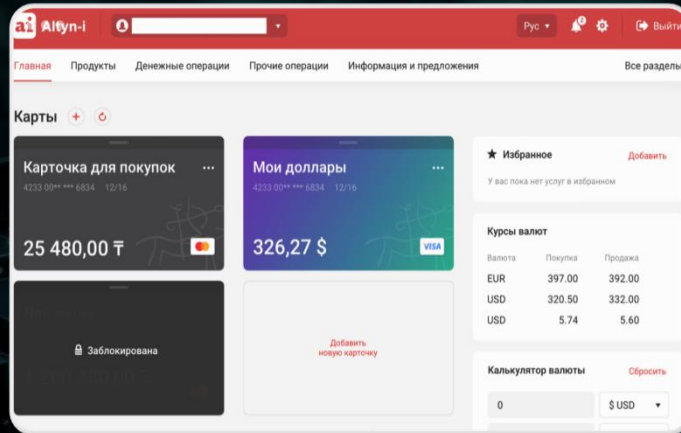 ai Altyn-i
Рус
2
Выйти
Главная Продукты Денежные операции Прочие операции Информация и предложения Все разделы
Карты
Карточка для покупок
4233 00** *** 6834 12/16
25 480,00 ₸
Мои доллары
4233 00** *** 6834 12/16
326,27 $
VISA
Заблокирована
Добавить
новую карточку
Избранное Добавить
У вас пока нет услуг в избранном
Курсы валют
Валюта Покупка Продажа
EUR 397.00 392.00
USD 320.50 332.00
USD 5.74 5.60
Калькулятор валюты Сбросить
0 $ USD